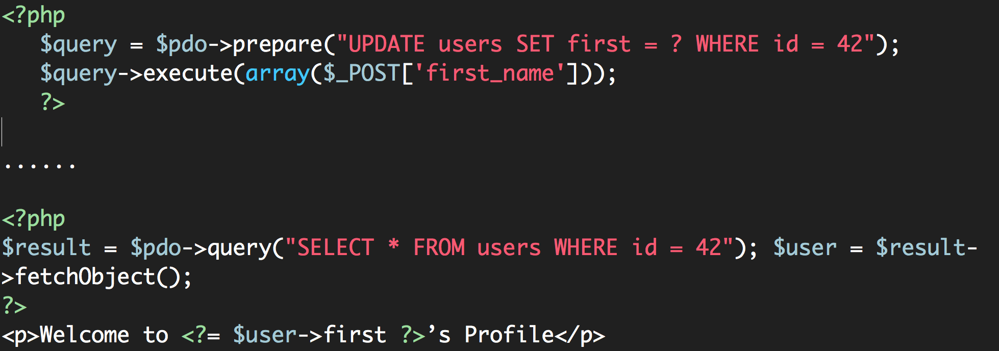 <?php
$query = $pdo->prepare("UPDATE users SET first = ? WHERE id = 42");
$query->execute(array($_POST['first_name']));
?>
......
<?php
$result = $pdo->query("SELECT * FROM users WHERE id = 42"); $user = $result-
>fetchObject();
?>
<p>Welcome to <?= $user->first ?>’s Profile</p>